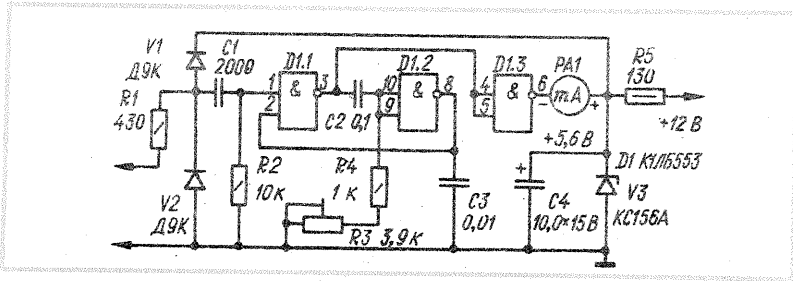 V1
Д9К
R1
430
C1
2000
D1.1
1
2
&
3
C2 0,1
D1.2
10
9
&
8
D1.3
4
5
&
6
PA1
mA
−
+
R5
130
+12 В
+5,6 В
D1 К1ЛБ553
V2
Д9К
R2
10 к
R4
1 к
R3 3,9 к
C3
0,01
+
C4
10,0×15В
V3
КС156А